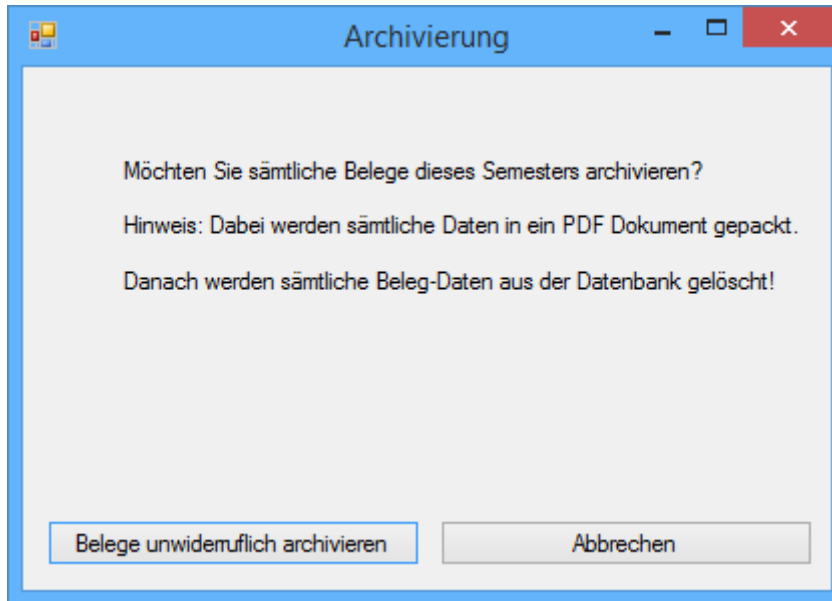 Archivierung
Möchten Sie sämtliche Belege dieses Semesters archivieren?
Hinweis: Dabei werden sämtliche Daten in ein PDF Dokument gepackt.
Danach werden sämtliche Beleg-Daten aus der Datenbank gelöscht!
Belege unwiderruflich archivieren
Abbrechen